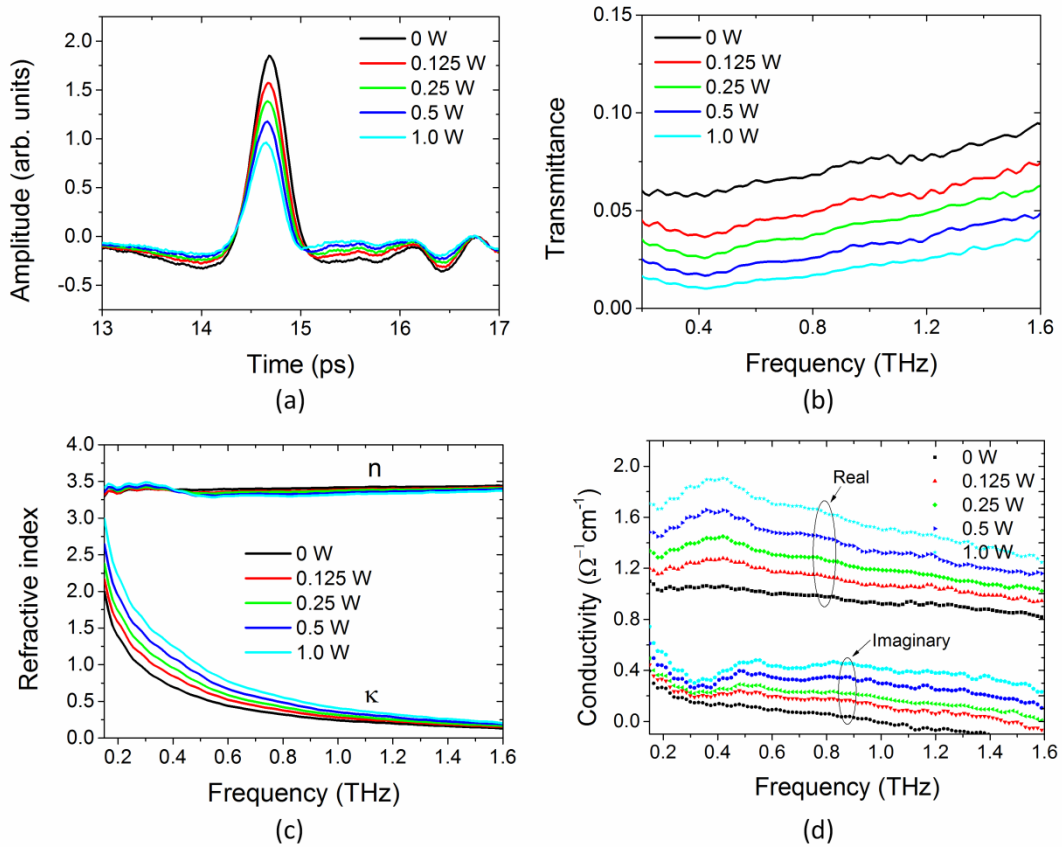 Amplitude (arb. units)
2.0
1.5
1.0
0.5
0.0
-0.5
13
14
15
16
17
Time (ps)
0 W
0.125 W
0.25 W
0.5 W
1.0 W
(a)
Transmittance
0.15
0.10
0.05
0.00
0.4
0.8
1.2
1.6
Frequency (THz)
0 W
0.125 W
0.25 W
0.5 W
1.0 W
(b)
Refractive index
4.0
3.5
3.0
2.5
2.0
1.5
1.0
0.5
0.0
0.2
0.4
0.6
0.8
1.0
1.2
1.4
1.6
Frequency (THz)
n
0 W
0.125 W
0.25 W
0.5 W
1.0 W
κ
(c)
Conductivity (Ω⁻¹cm⁻¹)
2.0
1.6
1.2
0.8
0.4
0.0
0.2
0.4
0.6
0.8
1.0
1.2
1.4
1.6
Frequency (THz)
Real
0 W
0.125 W
0.25 W
0.5 W
1.0 W
Imaginary
(d)